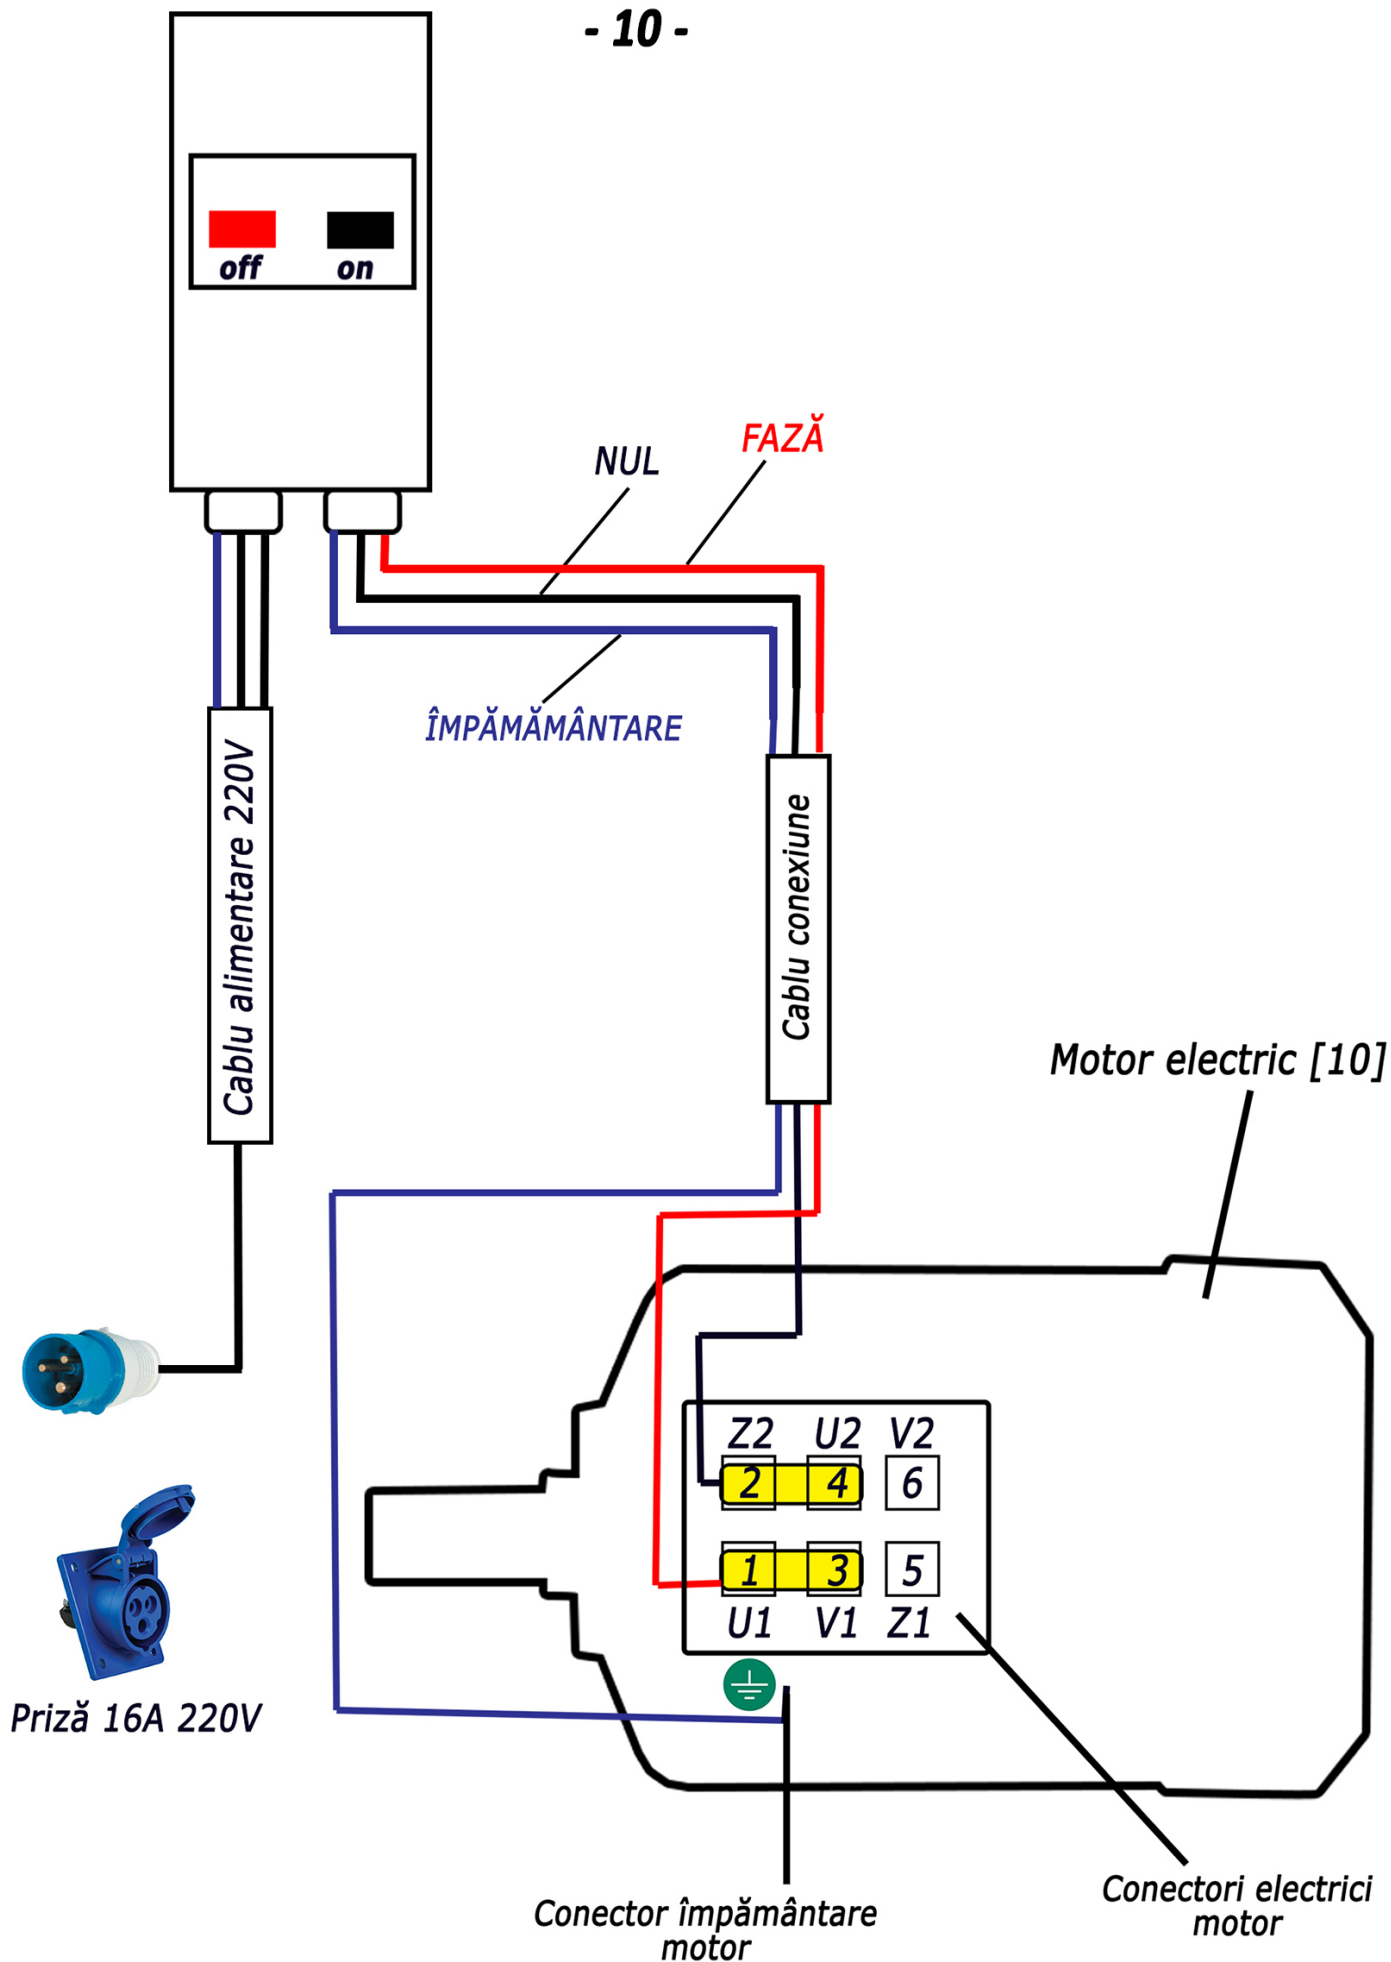 - 10 -
off
on
NUL
FAZĂ
ÎMPĂMĂMÂNTARE
Cablu alimentare 220V
Cablu conexiune
Motor electric [10]
Z2 U2 V2
2 4 6
1 3 5
U1 V1 Z1
Priză 16A 220V
Conectori electrici
motor
Conector împământare
motor